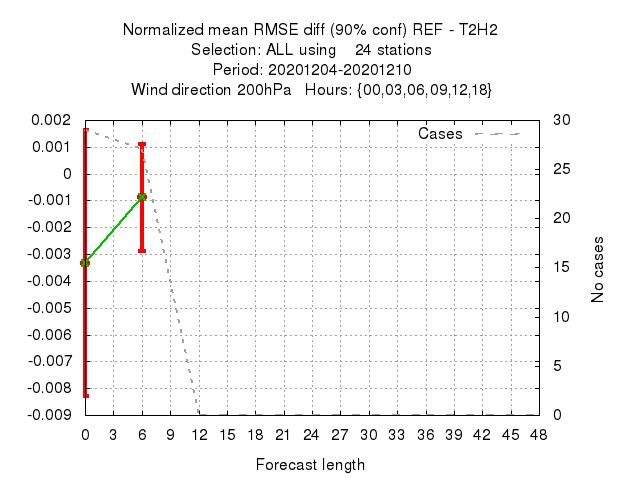 Normalized mean RMSE diff (90% conf) REF - T2H2
Selection: ALL using    24 stations
Period: 20201204-20201210
Wind direction 200hPa   Hours: {00,03,06,09,12,18}
Cases
0.002
0.001
0
-0.001
-0.002
-0.003
-0.004
-0.005
-0.006
-0.007
-0.008
-0.009
30
25
20
15
10
5
0
No cases
0 3 6 9 12 15 18 21 24 27 30 33 36 39 42 45 48
Forecast length